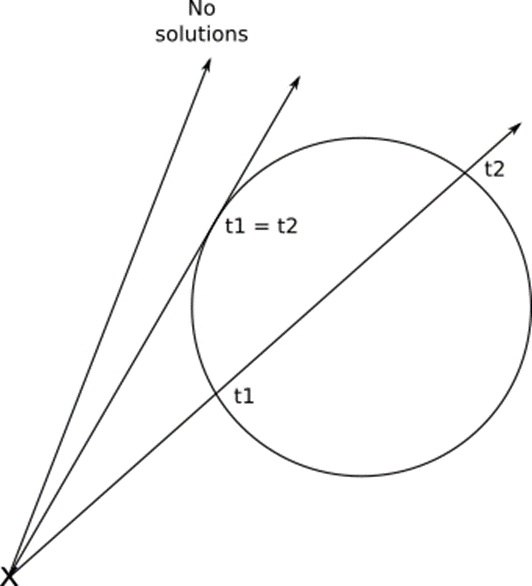 No
solutions
t2
t1 = t2
t1
X